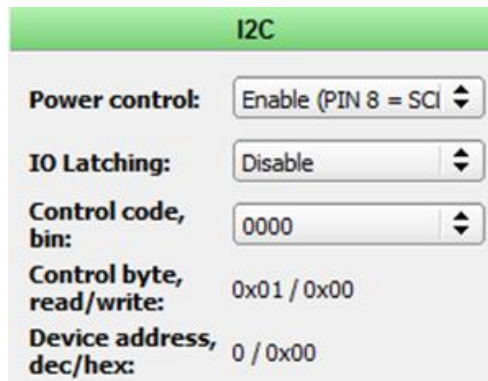 I2C
Power control: Enable (PIN 8 = SCl
IO Latching: Disable
Control code,
bin: 0000
Control byte,
read/write: 0x01 / 0x00
Device address,
dec/hex: 0 / 0x00